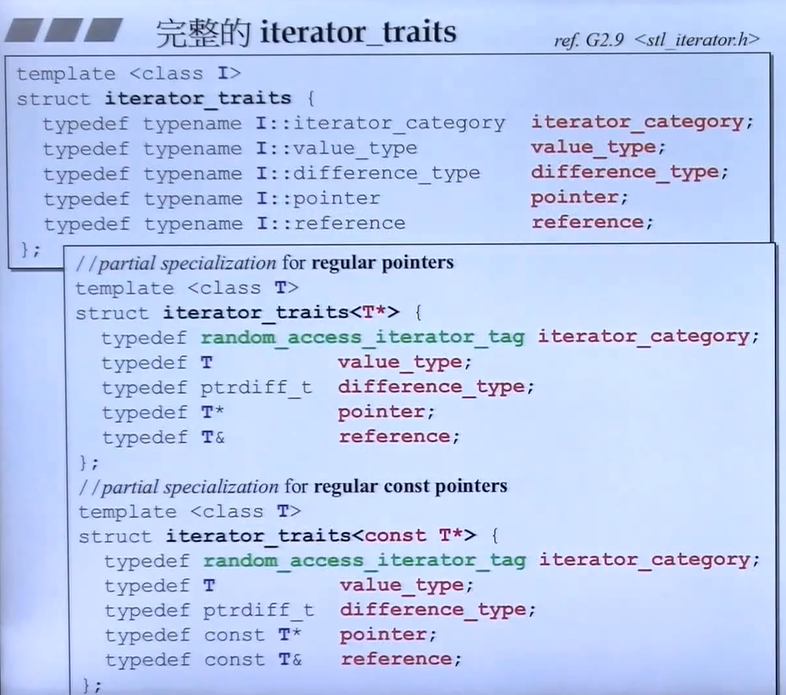 完整的 iterator_traits
ref. G2.9 <stl_iterator.h>
template <class I>
struct iterator_traits {
typedef typename I::iterator_category iterator_category;
typedef typename I::value_type value_type;
typedef typename I::difference_type difference_type;
typedef typename I::pointer pointer;
typedef typename I::reference reference;
};
//partial specialization for regular pointers
template <class T>
struct iterator_traits<T*> {
typedef random_access_iterator_tag iterator_category;
typedef T value_type;
typedef ptrdiff_t difference_type;
typedef T* pointer;
typedef T& reference;
};
//partial specialization for regular const pointers
template <class T>
struct iterator_traits<const T*> {
typedef random_access_iterator_tag iterator_category;
typedef T value_type;
typedef ptrdiff_t difference_type;
typedef const T* pointer;
typedef const T& reference;
};